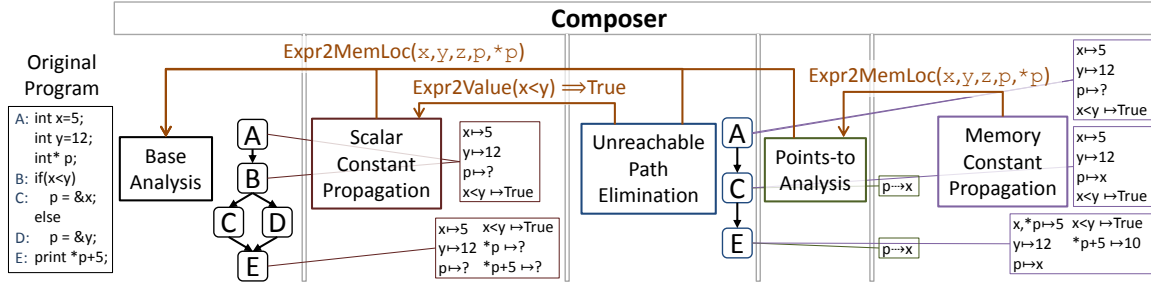 Composer
Expr2MemLoc(x,y,z,p,*p)
Expr2Value(x<y) ⟹True
Expr2MemLoc(x,y,z,p,*p)
Original
Program
A: int x=5;
int y=12;
int* p;
B: if(x<y)
C: p = &x;
else
D: p = &y;
E: print *p+5;
Base
Analysis
A
B
C
D
E
Scalar
Constant
Propagation
x↦5
y↦12
p↦?
x<y ↦True
x↦5 x<y ↦True
y↦12 *p ↦?
p↦? *p+5 ↦?
Unreachable
Path
Elimination
A
C
E
Points-to
Analysis
p⇢x
p⇢x
Memory
Constant
Propagation
x↦5
y↦12
p↦?
x<y ↦True
x↦5
y↦12
p↦x
x<y ↦True
x,*p↦5 x<y ↦True
y↦12 *p+5 ↦10
p↦x